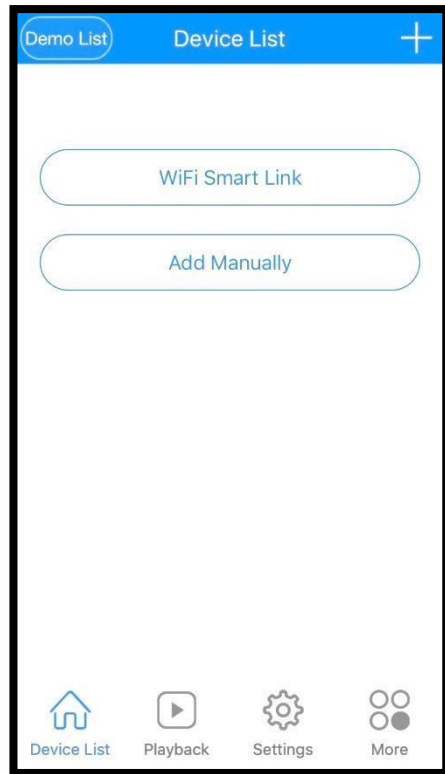 Demo List Device List
WiFi Smart Link
Add Manually
Device List Playback Settings More